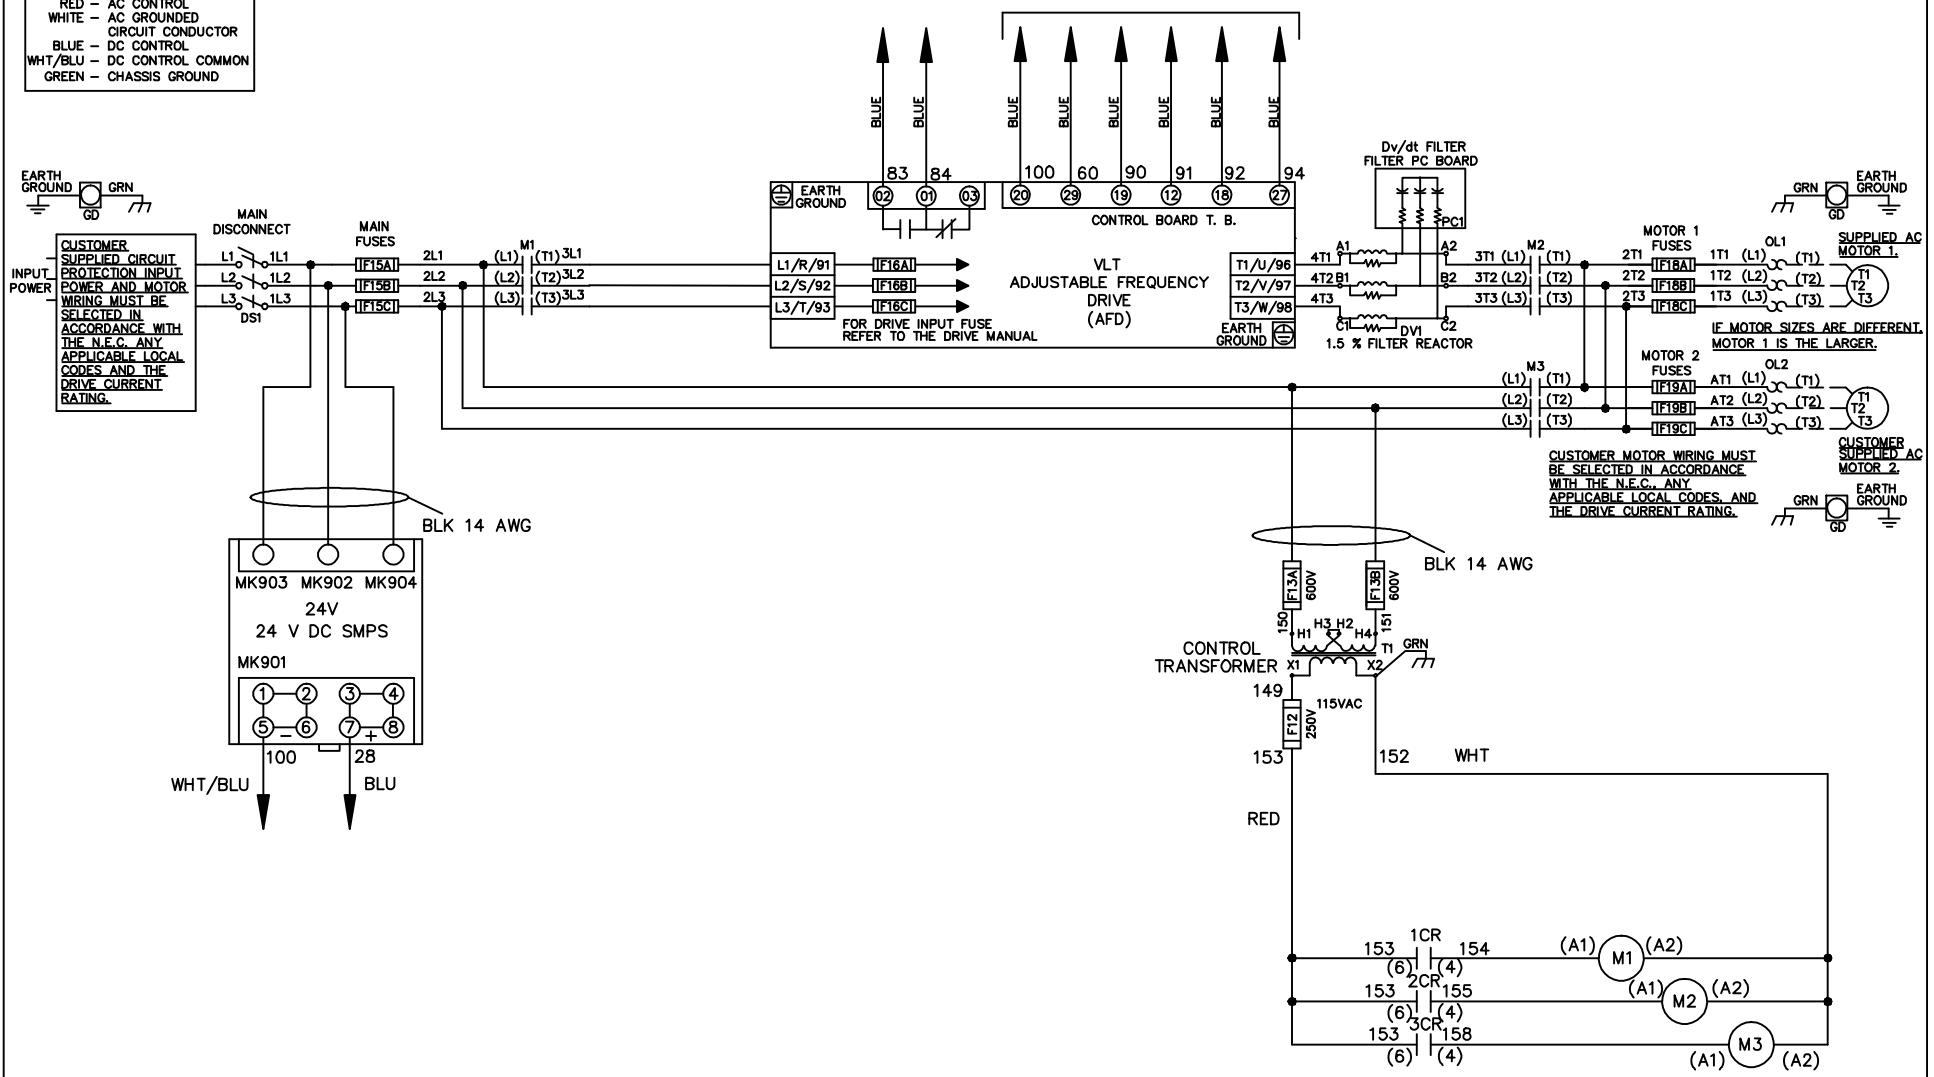 RED – AC CONTROL
WHITE – AC GROUNDED
CIRCUIT CONDUCTOR
BLUE – DC CONTROL
WHT/BLU – DC CONTROL COMMON
GREEN – CHASSIS GROUND
BLUE
BLUE
BLUE
BLUE
BLUE
BLUE
BLUE
BLUE
83
84
100
60
90
91
92
94
EARTH
GROUND
02
01
03
20
29
19
12
18
27
CONTROL BOARD T. B.
Dv/dt FILTER
FILTER PC BOARD
PC1
EARTH
GROUND
GRN
GD
GRN
EARTH
GROUND
GD
MAIN
DISCONNECT
MAIN
FUSES
INPUT
POWER
CUSTOMER
SUPPLIED CIRCUIT
PROTECTION INPUT
POWER AND MOTOR
WIRING MUST BE
SELECTED IN
ACCORDANCE WITH
THE N.E.C. ANY
APPLICABLE LOCAL
CODES AND THE
DRIVE CURRENT
RATING.
L1
1L1
F15A
2L1
M1
(L1)
(T1)
3L1
L2
1L2
F15B
2L2
(L2)
(T2)
3L2
L3
1L3
DS1
F15C
2L3
(L3)
(T3)
3L3
L1/R/91
L2/S/92
L3/T/93
F16A
F16B
F16C
FOR DRIVE INPUT FUSE
REFER TO THE DRIVE MANUAL
VLT
ADJUSTABLE FREQUENCY
DRIVE
(AFD)
T1/U/96
T2/V/97
T3/W/98
EARTH
GROUND
4T1
A1
A2
4T2
B1
B2
4T3
C1
C2
DV1
1.5 % FILTER REACTOR
M2
3T1
(L1)
(T1)
3T2
(L2)
(T2)
3T3
(L3)
(T3)
MOTOR 1
FUSES
2T1
F18A
1T1
(L1)
OL1
(T1)
2T2
F18B
1T2
(L2)
(T2)
2T3
F18C
1T3
(L3)
(T3)
SUPPLIED AC
MOTOR 1.
T1
T2
T3
IF MOTOR SIZES ARE DIFFERENT,
MOTOR 1 IS THE LARGER.
M3
(L1)
(T1)
(L2)
(T2)
(L3)
(T3)
MOTOR 2
FUSES
F19A
AT1
(L1)
OL2
(T1)
F19B
AT2
(L2)
(T2)
F19C
AT3
(L3)
(T3)
T1
T2
T3
CUSTOMER
SUPPLIED AC
MOTOR 2.
CUSTOMER MOTOR WIRING MUST
BE SELECTED IN ACCORDANCE
WITH THE N.E.C., ANY
APPLICABLE LOCAL CODES, AND
THE DRIVE CURRENT RATING.
GRN
EARTH
GROUND
GD
BLK 14 AWG
MK903
MK902
MK904
24V
24 V DC SMPS
MK901
1
2
3
4
5
6
7
8
–
+
100
28
WHT/BLU
BLU
BLK 14 AWG
F13A
600V
F13B
600V
150
151
H1
H3
H2
H4
T1
GRN
CONTROL
TRANSFORMER
X1
X2
149
115VAC
F12
250V
153
152
WHT
RED
153
1CR
154
(6)
(4)
(A1)
M1
(A2)
153
2CR
155
(6)
(4)
(A1)
M2
(A2)
153
3CR
158
(6)
(4)
(A1)
M3
(A2)